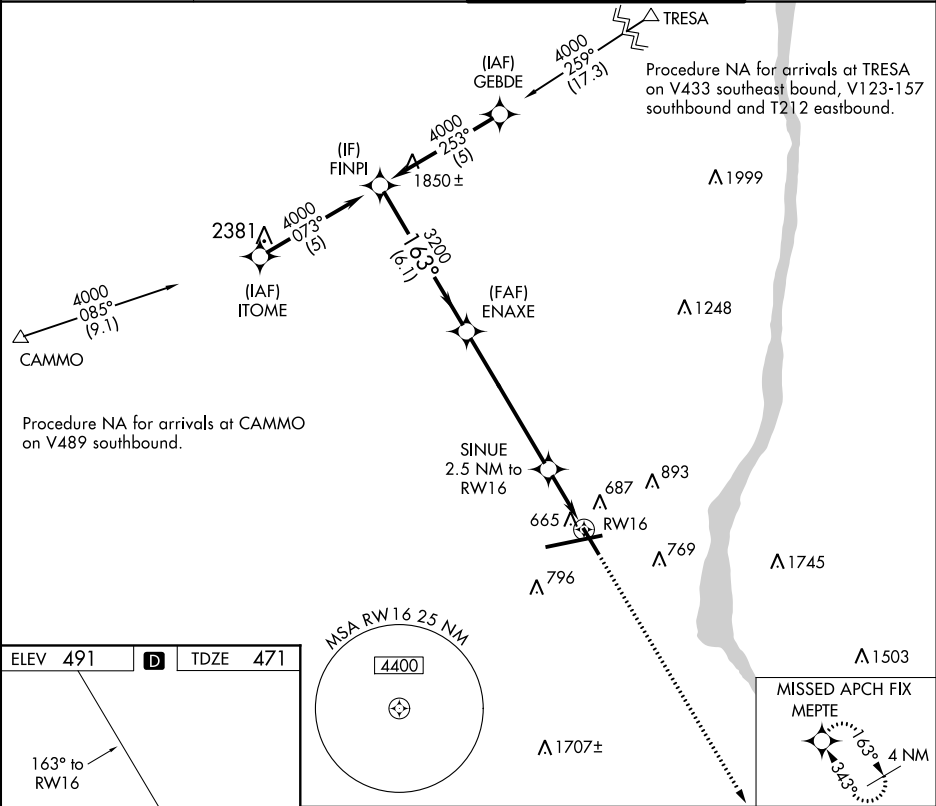 TRESA
4000
259°
(17.3)
(IAF)
GEBDE
Procedure NA for arrivals at TRESA
on V433 southeast bound, V123-157
southbound and T212 eastbound.
4000
253°
(5)
(IF)
FINPI
1850 ±
1999
2381
4000
073°
(5)
3200
163°
(6.1)
(IAF)
ITOME
4000
085°
(9.1)
CAMMO
(FAF)
ENAXE
1248
Procedure NA for arrivals at CAMMO
on V489 southbound.
SINUE
2.5 NM to
RW16
687
893
665
RW16
796
769
1745
MSA RW16 25 NM
4400
1503
1707±
ELEV 491
D
TDZE 471
163° to
RW16
MISSED APCH FIX
MEPTE
163°
343°
4 NM